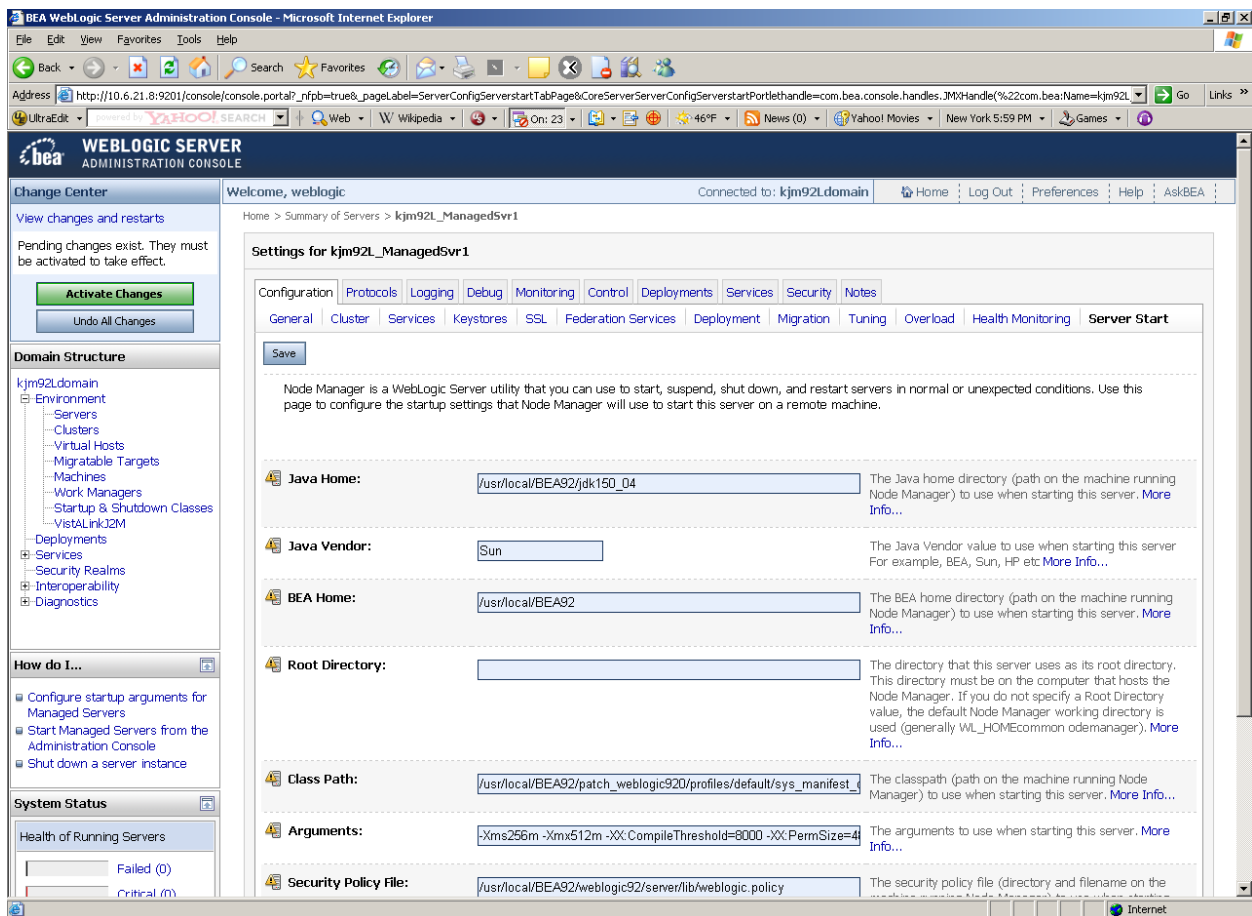 BEA WebLogic Server Administration Console - Microsoft Internet Explorer
File Edit View Favorites Tools Help
Back Search Favorites
Address http://10.6.21.8:9201/console/console.portal?_nfpb=true&_pageLabel=ServerConfigServerstartTabPage&CoreServerServerConfigServerstartPortlethandle=com.bea.console.handles.JMXHandle(%22com.bea:Name=kjm92L Go Links »
UltraEdit powered by YAHOO! SEARCH Web Wikipedia On: 23 46°F News (0) Yahoo! Movies New York 5:59 PM Games
bea WEBLOGIC SERVER
ADMINISTRATION CONSOLE
Change Center
View changes and restarts
Pending changes exist. They must
be activated to take effect.
Activate Changes
Undo All Changes
Domain Structure
kjm92Ldomain
Environment
Servers
Clusters
Virtual Hosts
Migratable Targets
Machines
Work Managers
Startup & Shutdown Classes
VistALinkJ2M
Deployments
Services
Security Realms
Interoperability
Diagnostics
How do I...
Configure startup arguments for
Managed Servers
Start Managed Servers from the
Administration Console
Shut down a server instance
System Status
Health of Running Servers
Failed (0)
Critical (0)
Welcome, weblogic Connected to: kjm92Ldomain Home Log Out Preferences Help AskBEA
Home > Summary of Servers > kjm92L_ManagedSvr1
Settings for kjm92L_ManagedSvr1
Configuration Protocols Logging Debug Monitoring Control Deployments Services Security Notes
General Cluster Services Keystores SSL Federation Services Deployment Migration Tuning Overload Health Monitoring Server Start
Save
Node Manager is a WebLogic Server utility that you can use to start, suspend, shut down, and restart servers in normal or unexpected conditions. Use this
page to configure the startup settings that Node Manager will use to start this server on a remote machine.
Java Home: /usr/local/BEA92/jdk150_04
The Java home directory (path on the machine running
Node Manager) to use when starting this server. More
Info...
Java Vendor: Sun
The Java Vendor value to use when starting this server
For example, BEA, Sun, HP etc More Info...
BEA Home: /usr/local/BEA92
The BEA home directory (path on the machine running
Node Manager) to use when starting this server. More
Info...
Root Directory:
The directory that this server uses as its root directory.
This directory must be on the computer that hosts the
Node Manager. If you do not specify a Root Directory
value, the default Node Manager working directory is
used (generally WL_HOMEcommon odemanager). More
Info...
Class Path: /usr/local/BEA92/patch_weblogic920/profiles/default/sys_manifest_
The classpath (path on the machine running Node
Manager) to use when starting this server. More Info...
Arguments: -Xms256m -Xmx512m -XX:CompileThreshold=8000 -XX:PermSize=4
The arguments to use when starting this server. More
Info...
Security Policy File: /usr/local/BEA92/weblogic92/server/lib/weblogic.policy
The security policy file (directory and filename on the
Internet